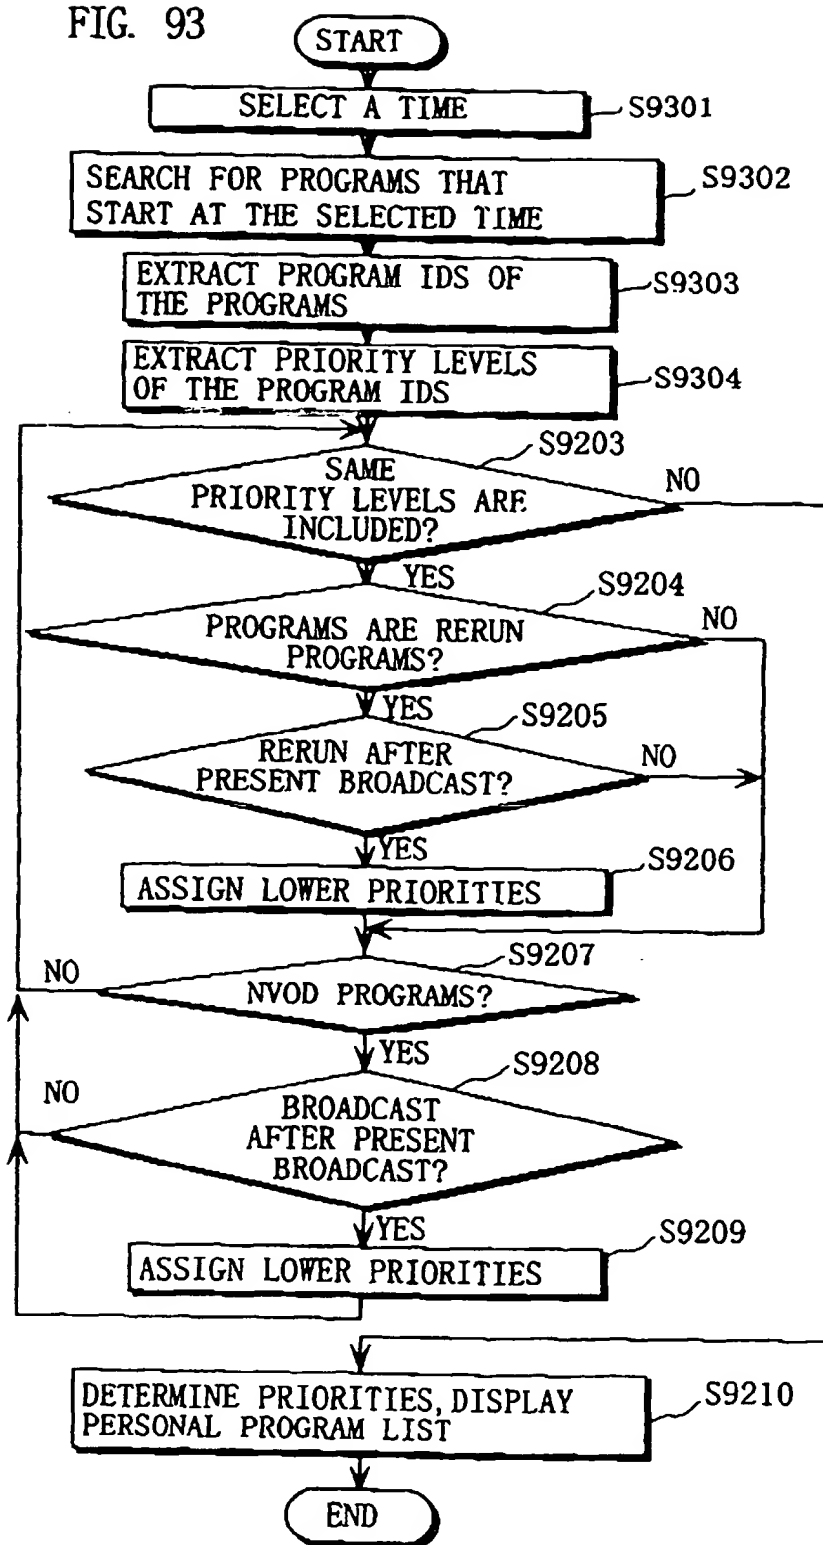 FIG. 93
START
SELECT A TIME
S9301
SEARCH FOR PROGRAMS THAT
START AT THE SELECTED TIME
S9302
EXTRACT PROGRAM IDS OF
THE PROGRAMS
S9303
EXTRACT PRIORITY LEVELS
OF THE PROGRAM IDS
S9304
S9203
SAME
PRIORITY LEVELS ARE
INCLUDED?
NO
YES
S9204
PROGRAMS ARE RERUN
PROGRAMS?
NO
YES
S9205
RERUN AFTER
PRESENT BROADCAST?
NO
YES
S9206
ASSIGN LOWER PRIORITIES
S9207
NO
NVOD PROGRAMS?
YES
S9208
NO
BROADCAST
AFTER PRESENT
BROADCAST?
YES
S9209
ASSIGN LOWER PRIORITIES
DETERMINE PRIORITIES, DISPLAY
PERSONAL PROGRAM LIST
S9210
END